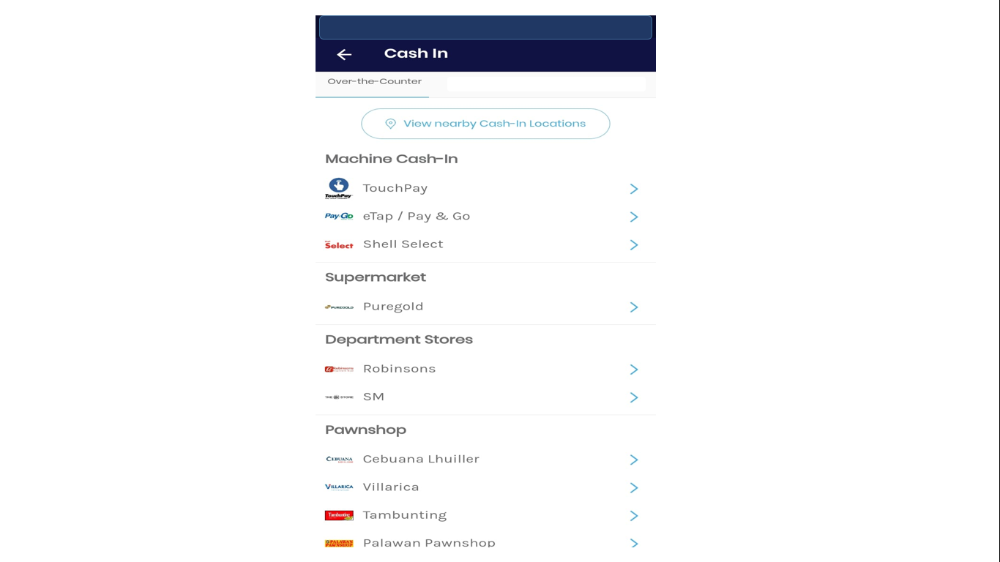 Cash In
Over-the-Counter
View nearby Cash-In Locations
Machine Cash-In
TouchPay
TouchPay
Pay&Go
eTap / Pay & Go
Select
Shell Select
Supermarket
PUREGOLD
Puregold
Department Stores
Robinsons
THE SM STORE
SM
Pawnshop
CEBUANA
Cebuana Lhuiller
VILLARICA
Villarica
Tambunting
Tambunting
PALAWAN
PAWNSHOP
Palawan Pawnshop